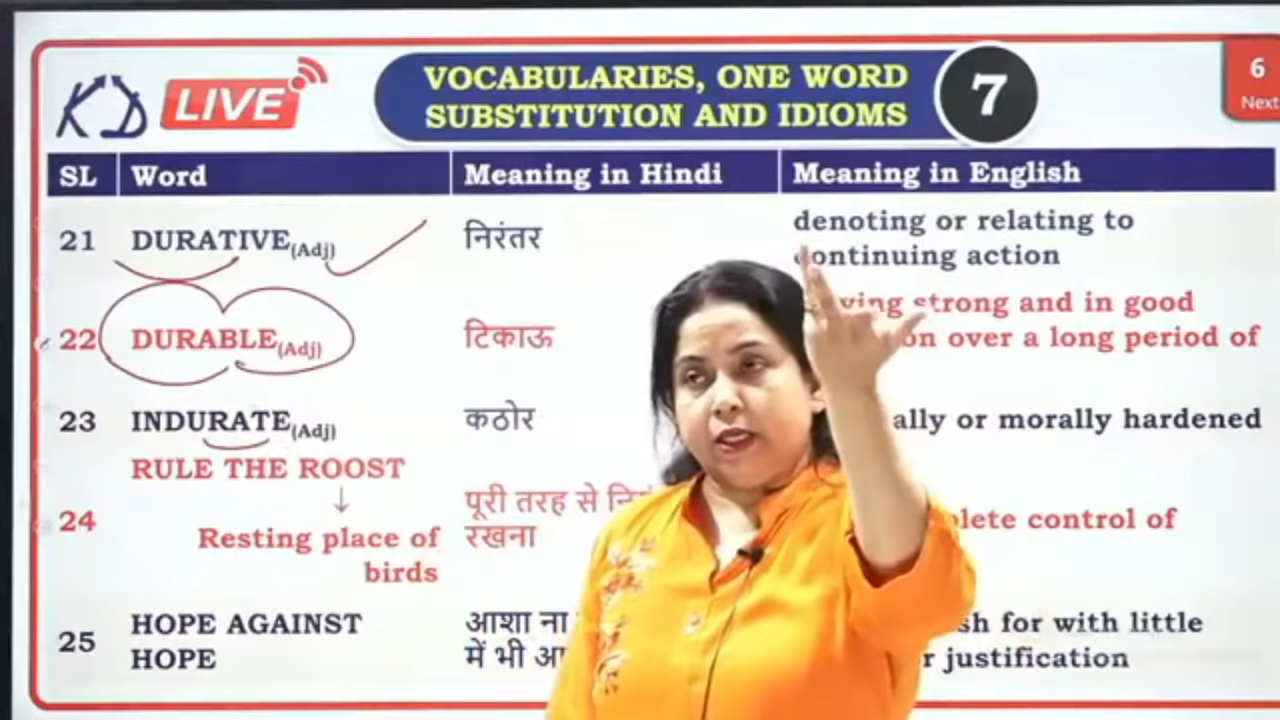 KD LIVE
VOCABULARIES, ONE WORD
SUBSTITUTION AND IDIOMS
7
6
Next
SL Word Meaning in Hindi Meaning in English
21 DURATIVE(Adj) निरंतर denoting or relating to
continuing action
22 DURABLE(Adj) टिकाऊ strong and in good
over a long period of
23 INDURATE(Adj) कठोर or morally hardened
RULE THE ROOST
24 पूरी तरह से
control of
Resting place of रखना
birds
25 HOPE AGAINST आशा ना for with little
HOPE में भी justification